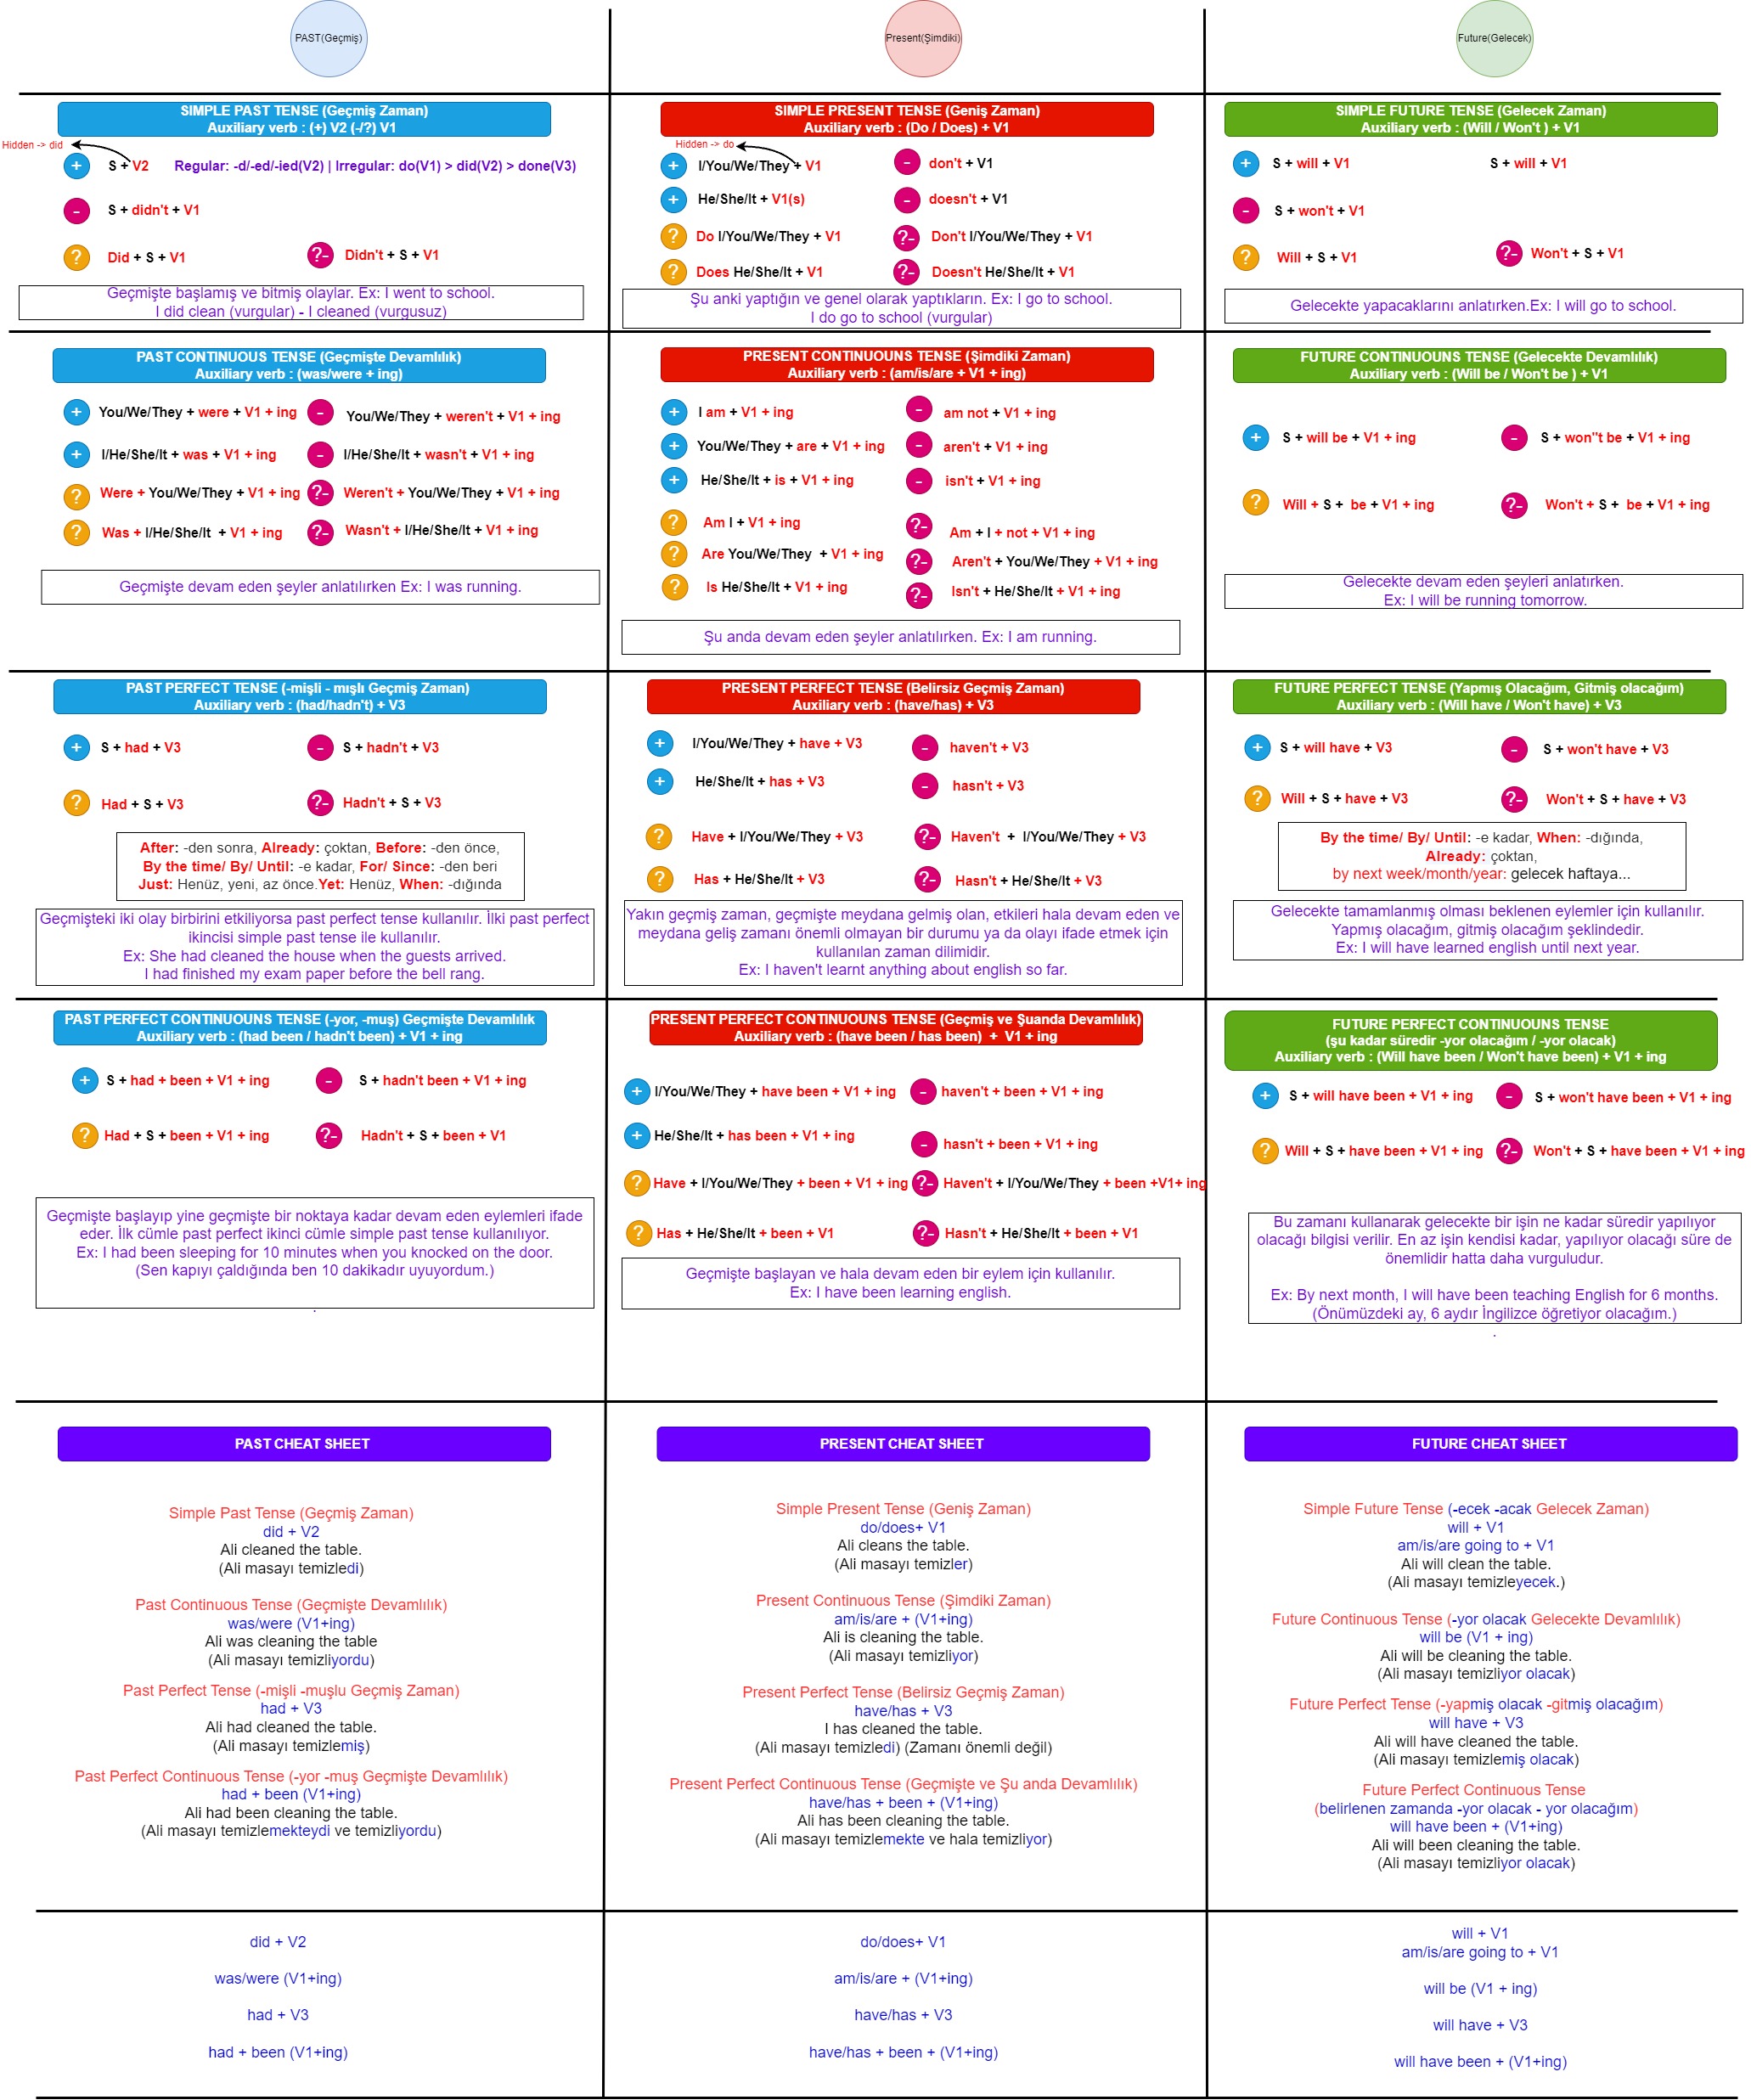 PAST(Geçmiş)
Present(Şimdiki)
Future(Gelecek)
SIMPLE PAST TENSE (Geçmiş Zaman)
Auxiliary verb : (+) V2 (-/?) V1
Hidden -> did
+ S + V2 Regular: -d/-ed/-ied(V2) | Irregular: do(V1) > did(V2) > done(V3)
- S + didn't + V1
? Did + S + V1 ?- Didn't + S + V1
Geçmişte başlamış ve bitmiş olaylar. Ex: I went to school.
I did clean (vurgular) - I cleaned (vurgusuz)
SIMPLE PRESENT TENSE (Geniş Zaman)
Auxiliary verb : (Do / Does) + V1
Hidden -> do
+ I/You/We/They + V1 - don't + V1
+ He/She/It + V1(s) - doesn't + V1
? Do I/You/We/They + V1 ?- Don't I/You/We/They + V1
? Does He/She/It + V1 ?- Doesn't He/She/It + V1
Şu anki yaptığın ve genel olarak yaptıkların. Ex: I go to school.
I do go to school (vurgular)
SIMPLE FUTURE TENSE (Gelecek Zaman)
Auxiliary verb : (Will / Won't ) + V1
+ S + will + V1 S + will + V1
- S + won't + V1
? Will + S + V1 ?- Won't + S + V1
Gelecekte yapacaklarını anlatırken.Ex: I will go to school.
PAST CONTINUOUS TENSE (Geçmişte Devamlılık)
Auxiliary verb : (was/were + ing)
+ You/We/They + were + V1 + ing - You/We/They + weren't + V1 + ing
+ I/He/She/It + was + V1 + ing - I/He/She/It + wasn't + V1 + ing
? Were + You/We/They + V1 + ing ?- Weren't + You/We/They + V1 + ing
? Was + I/He/She/It + V1 + ing ?- Wasn't + I/He/She/It + V1 + ing
Geçmişte devam eden şeyler anlatılırken Ex: I was running.
PRESENT CONTINUOUNS TENSE (Şimdiki Zaman)
Auxiliary verb : (am/is/are + V1 + ing)
+ I am + V1 + ing - am not + V1 + ing
+ You/We/They + are + V1 + ing - aren't + V1 + ing
+ He/She/It + is + V1 + ing - isn't + V1 + ing
? Am I + V1 + ing ?- Am + I + not + V1 + ing
? Are You/We/They + V1 + ing ?- Aren't + You/We/They + V1 + ing
? Is He/She/It + V1 + ing ?- Isn't + He/She/It + V1 + ing
Şu anda devam eden şeyler anlatılırken. Ex: I am running.
FUTURE CONTINUOUNS TENSE (Gelecekte Devamlılık)
Auxiliary verb : (Will be / Won't be ) + V1
+ S + will be + V1 + ing - S + won''t be + V1 + ing
? Will + S + be + V1 + ing ?- Won't + S + be + V1 + ing
Gelecekte devam eden şeyleri anlatırken.
Ex: I will be running tomorrow.
PAST PERFECT TENSE (-mişli - mışlı Geçmiş Zaman)
Auxiliary verb : (had/hadn't) + V3
+ S + had + V3 - S + hadn't + V3
? Had + S + V3 ?- Hadn't + S + V3
After: -den sonra, Already: çoktan, Before: -den önce,
By the time/ By/ Until: -e kadar, For/ Since: -den beri
Just: Henüz, yeni, az önce.Yet: Henüz, When: -dığında
Geçmişteki iki olay birbirini etkiliyorsa past perfect tense kullanılır. İlki past perfect
ikincisi simple past tense ile kullanılır.
Ex: She had cleaned the house when the guests arrived.
I had finished my exam paper before the bell rang.
PRESENT PERFECT TENSE (Belirsiz Geçmiş Zaman)
Auxiliary verb : (have/has) + V3
+ I/You/We/They + have + V3 - haven't + V3
+ He/She/It + has + V3 - hasn't + V3
? Have + I/You/We/They + V3 ?- Haven't + I/You/We/They + V3
? Has + He/She/It + V3 ?- Hasn't + He/She/It + V3
Yakın geçmiş zaman, geçmişte meydana gelmiş olan, etkileri hala devam eden ve
meydana geliş zamanı önemli olmayan bir durumu ya da olayı ifade etmek için
kullanılan zaman dilimidir.
Ex: I haven't learnt anything about english so far.
FUTURE PERFECT TENSE (Yapmış Olacağım, Gitmiş olacağım)
Auxiliary verb : (Will have / Won't have) + V3
+ S + will have + V3 - S + won't have + V3
? Will + S + have + V3 ?- Won't + S + have + V3
By the time/ By/ Until: -e kadar, When: -dığında,
Already: çoktan,
by next week/month/year: gelecek haftaya...
Gelecekte tamamlanmış olması beklenen eylemler için kullanılır.
Yapmış olacağım, gitmiş olacağım şeklindedir.
Ex: I will have learned english until next year.
PAST PERFECT CONTINUOUNS TENSE (-yor, -muş) Geçmişte Devamlılık
Auxiliary verb : (had been / hadn't been) + V1 + ing
+ S + had + been + V1 + ing - S + hadn't been + V1 + ing
? Had + S + been + V1 + ing ?- Hadn't + S + been + V1
Geçmişte başlayıp yine geçmişte bir noktaya kadar devam eden eylemleri ifade
eder. İlk cümle past perfect ikinci cümle simple past tense kullanılıyor.
Ex: I had been sleeping for 10 minutes when you knocked on the door.
(Sen kapıyı çaldığında ben 10 dakikadır uyuyordum.)
.
PRESENT PERFECT CONTINUOUNS TENSE (Geçmiş ve Şuanda Devamlılık)
Auxiliary verb : (have been / has been) + V1 + ing
+ I/You/We/They + have been + V1 + ing - haven't + been + V1 + ing
+ He/She/It + has been + V1 + ing - hasn't + been + V1 + ing
? Have + I/You/We/They + been + V1 + ing ?- Haven't + I/You/We/They + been +V1+ ing
? Has + He/She/It + been + V1 ?- Hasn't + He/She/It + been + V1
Geçmişte başlayan ve hala devam eden bir eylem için kullanılır.
Ex: I have been learning english.
FUTURE PERFECT CONTINUOUNS TENSE
(şu kadar süredir -yor olacağım / -yor olacak)
Auxiliary verb : (Will have been / Won't have been) + V1 + ing
+ S + will have been + V1 + ing - S + won't have been + V1 + ing
? Will + S + have been + V1 + ing ?- Won't + S + have been + V1 + ing
Bu zamanı kullanarak gelecekte bir işin ne kadar süredir yapılıyor
olacağı bilgisi verilir. En az işin kendisi kadar, yapılıyor olacağı süre de
önemlidir hatta daha vurguludur.
Ex: By next month, I will have been teaching English for 6 months.
(Önümüzdeki ay, 6 aydır İngilizce öğretiyor olacağım.)
.
PAST CHEAT SHEET
Simple Past Tense (Geçmiş Zaman)
did + V2
Ali cleaned the table.
(Ali masayı temizledi)
Past Continuous Tense (Geçmişte Devamlılık)
was/were (V1+ing)
Ali was cleaning the table
(Ali masayı temizliyordu)
Past Perfect Tense (-mişli -muşlu Geçmiş Zaman)
had + V3
Ali had cleaned the table.
(Ali masayı temizlemiş)
Past Perfect Continuous Tense (-yor -muş Geçmişte Devamlılık)
had + been (V1+ing)
Ali had been cleaning the table.
(Ali masayı temizlemekteydi ve temizliyordu)
PRESENT CHEAT SHEET
Simple Present Tense (Geniş Zaman)
do/does+ V1
Ali cleans the table.
(Ali masayı temizler)
Present Continuous Tense (Şimdiki Zaman)
am/is/are + (V1+ing)
Ali is cleaning the table.
(Ali masayı temizliyor)
Present Perfect Tense (Belirsiz Geçmiş Zaman)
have/has + V3
I has cleaned the table.
(Ali masayı temizledi) (Zamanı önemli değil)
Present Perfect Continuous Tense (Geçmişte ve Şu anda Devamlılık)
have/has + been + (V1+ing)
Ali has been cleaning the table.
(Ali masayı temizlemekte ve hala temizliyor)
FUTURE CHEAT SHEET
Simple Future Tense (-ecek -acak Gelecek Zaman)
will + V1
am/is/are going to + V1
Ali will clean the table.
(Ali masayı temizleyecek.)
Future Continuous Tense (-yor olacak Gelecekte Devamlılık)
will be (V1 + ing)
Ali will be cleaning the table.
(Ali masayı temizliyor olacak)
Future Perfect Tense (-yapmiş olacak -gitmiş olacağım)
will have + V3
Ali will have cleaned the table.
(Ali masayı temizlemiş olacak)
Future Perfect Continuous Tense
(belirlenen zamanda -yor olacak - yor olacağım)
will have been + (V1+ing)
Ali will been cleaning the table.
(Ali masayı temizliyor olacak)
did + V2
was/were (V1+ing)
had + V3
had + been (V1+ing)
do/does+ V1
am/is/are + (V1+ing)
have/has + V3
have/has + been + (V1+ing)
will + V1
am/is/are going to + V1
will be (V1 + ing)
will have + V3
will have been + (V1+ing)